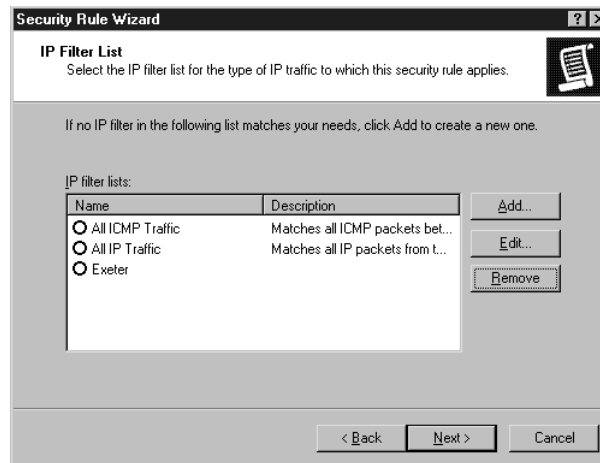 Security Rule Wizard
IP Filter List
Select the IP filter list for the type of IP traffic to which this security rule applies.
If no IP filter in the following list matches your needs, click Add to create a new one.
IP filter lists:
Name Description
All ICMP Traffic Matches all ICMP packets bet...
All IP Traffic Matches all IP packets from t...
Exeter
Add...
Edit...
Remove
< Back Next > Cancel